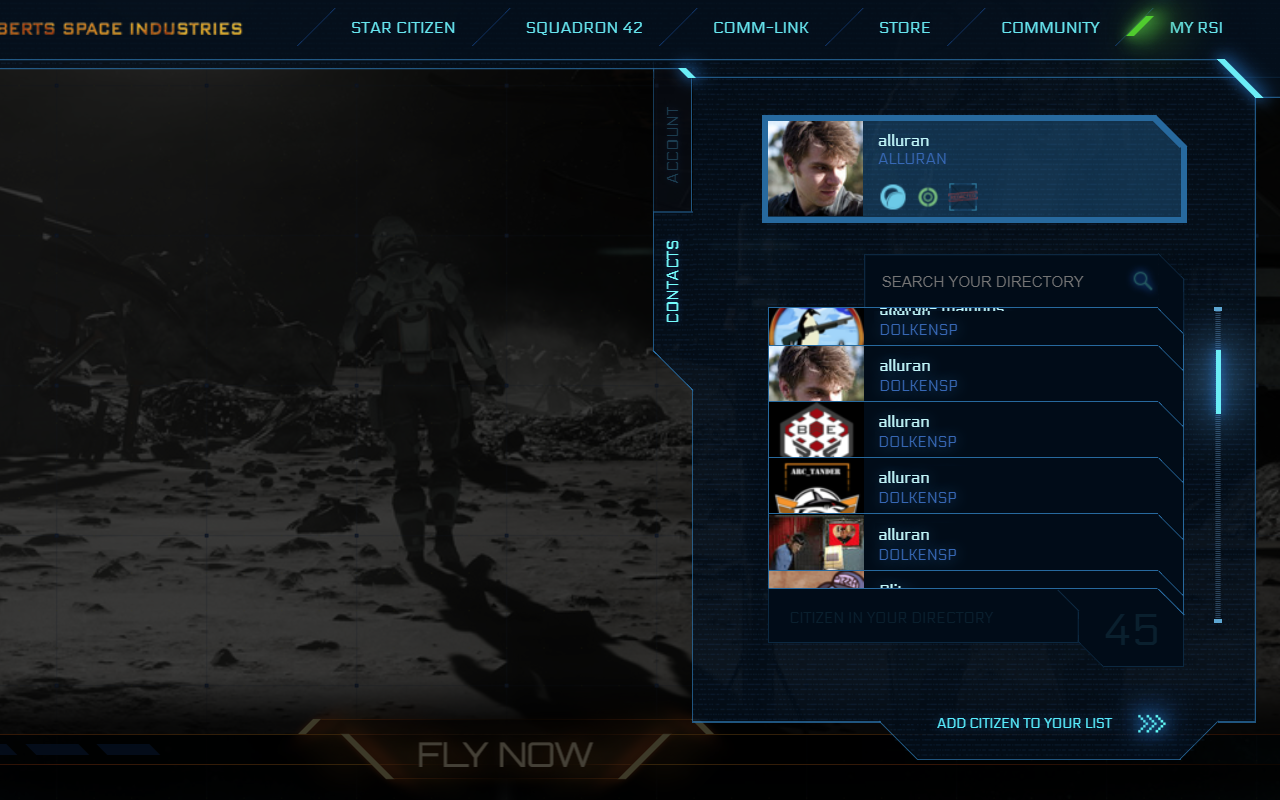 BERTS SPACE INDUSTRIES
STAR CITIZEN
SQUADRON 42
COMM-LINK
STORE
COMMUNITY
MY RSI
ACCOUNT
CONTACTS
alluran
ALLURAN
SEARCH YOUR DIRECTORY
alluran
DOLKENSP
alluran
DOLKENSP
B E
alluran
DOLKENSP
ARC_TANDER
alluran
DOLKENSP
alluran
DOLKENSP
CITIZEN IN YOUR DIRECTORY
45
ADD CITIZEN TO YOUR LIST
FLY NOW